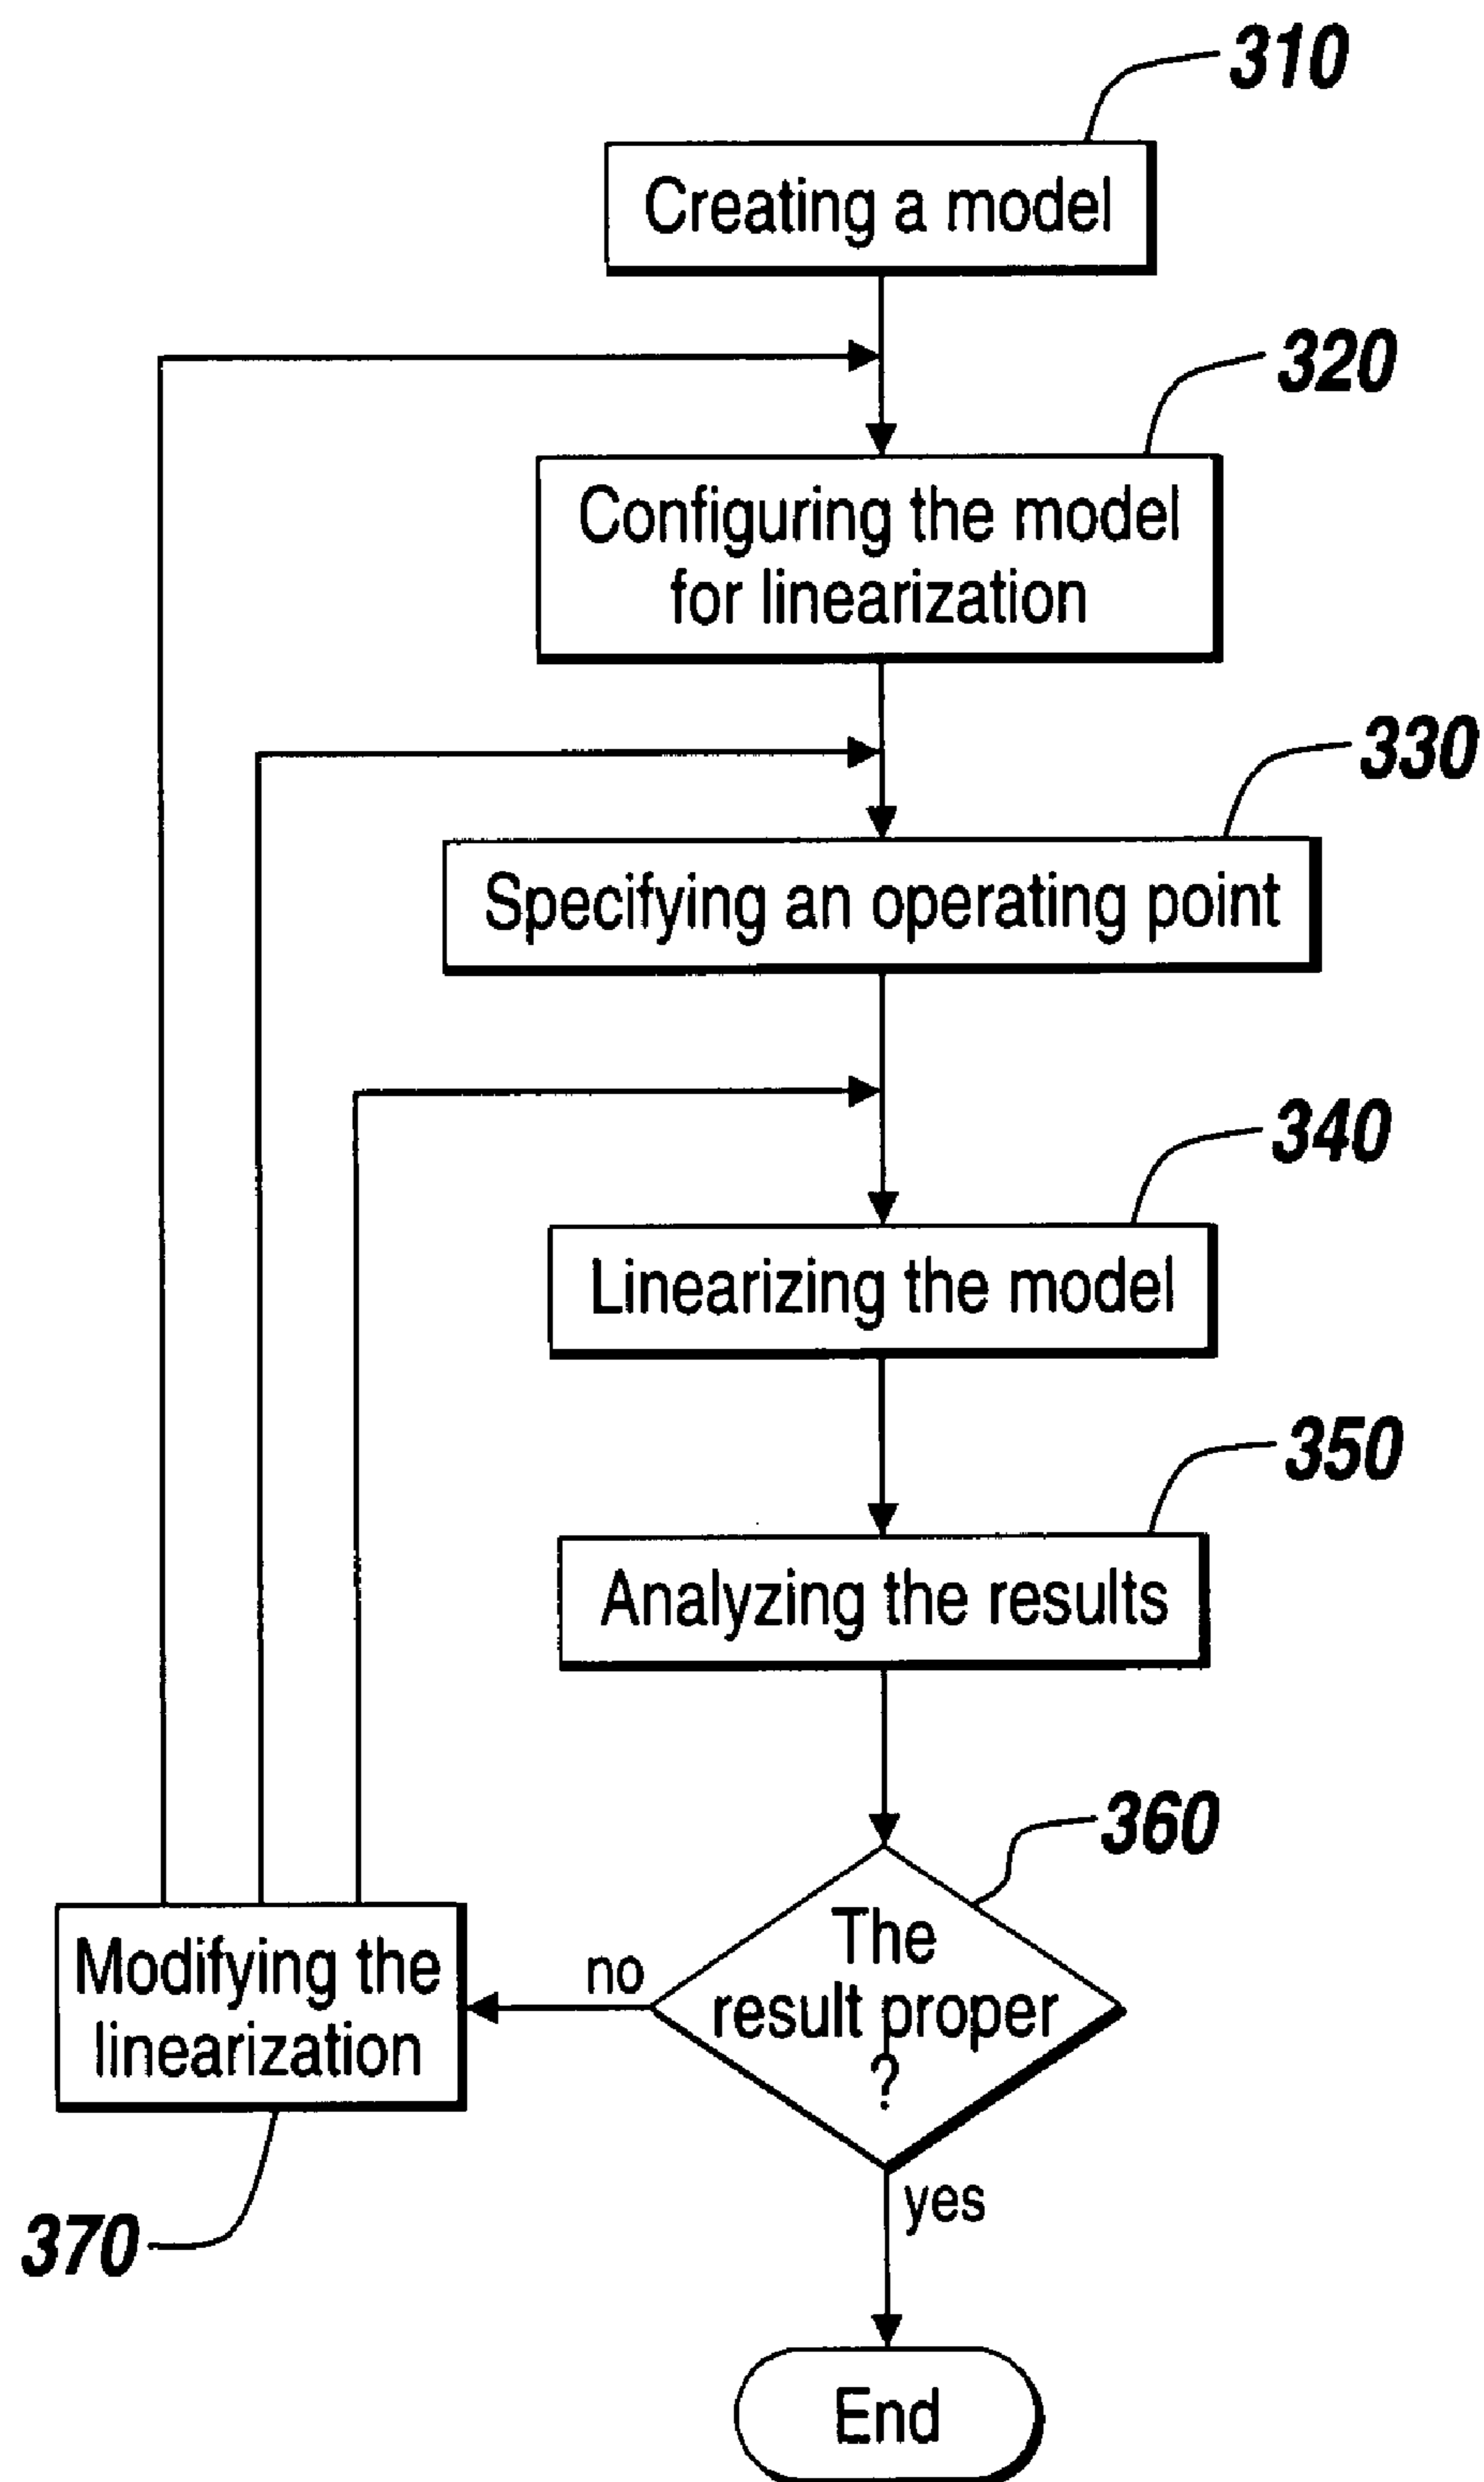 310
Creating a model
320
Configuring the model
for linearization
330
Specifying an operating point
340
Linearizing the model
350
Analyzing the results
360
The
result proper
?
no
Modifying the
linearization
370
yes
End